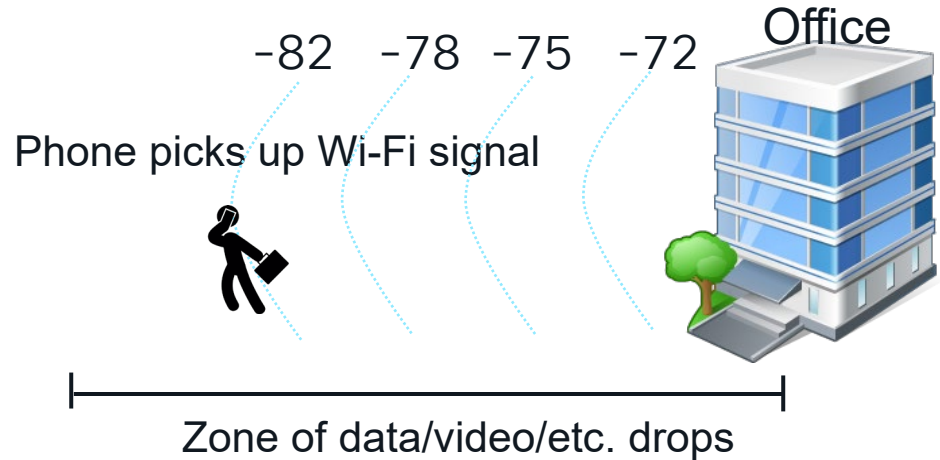 Office
-82 -78 -75 -72
Phone picks up Wi-Fi signal
Zone of data/video/etc. drops